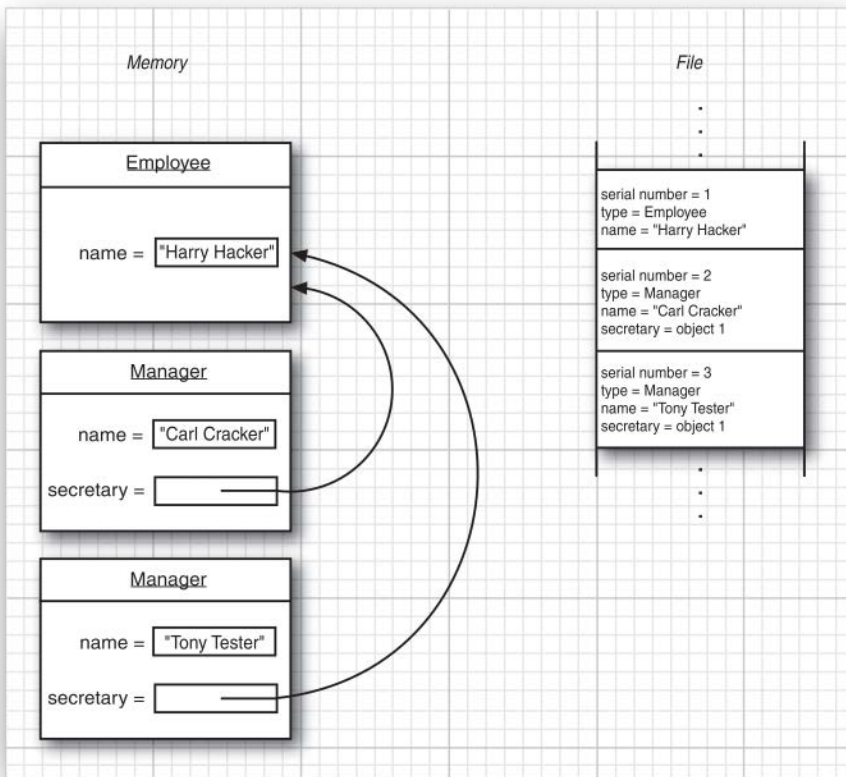 Memory
File
Employee
name = "Harry Hacker"
Manager
name = "Carl Cracker"
secretary =
Manager
name = "Tony Tester"
secretary =
serial number = 1
type = Employee
name = "Harry Hacker"
serial number = 2
type = Manager
name = "Carl Cracker"
secretary = object 1
serial number = 3
type = Manager
name = "Tony Tester"
secretary = object 1